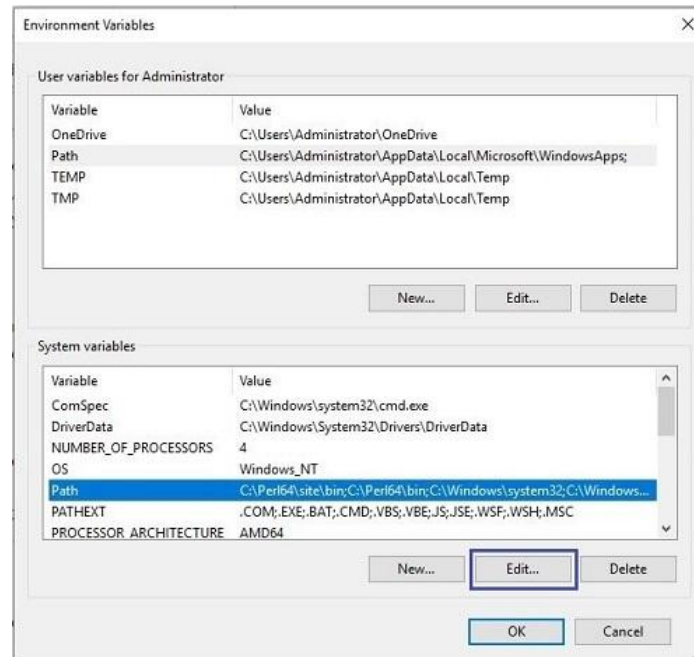 Environment Variables
User variables for Administrator
Variable Value
OneDrive C:\Users\Administrator\OneDrive
Path C:\Users\Administrator\AppData\Local\Microsoft\WindowsApps;
TEMP C:\Users\Administrator\AppData\Local\Temp
TMP C:\Users\Administrator\AppData\Local\Temp
New... Edit... Delete
System variables
Variable Value
ComSpec C:\Windows\system32\cmd.exe
DriverData C:\Windows\System32\Drivers\DriverData
NUMBER_OF_PROCESSORS 4
OS Windows_NT
Path C:\Perl64\site\bin;C:\Perl64\bin;C:\Windows\system32;C:\Windows...
PATHEXT .COM;.EXE;.BAT;.CMD;.VBS;.VBE;.JS;.JSE;.WSF;.WSH;.MSC
PROCESSOR_ARCHITECTURE AMD64
New... Edit... Delete
OK Cancel